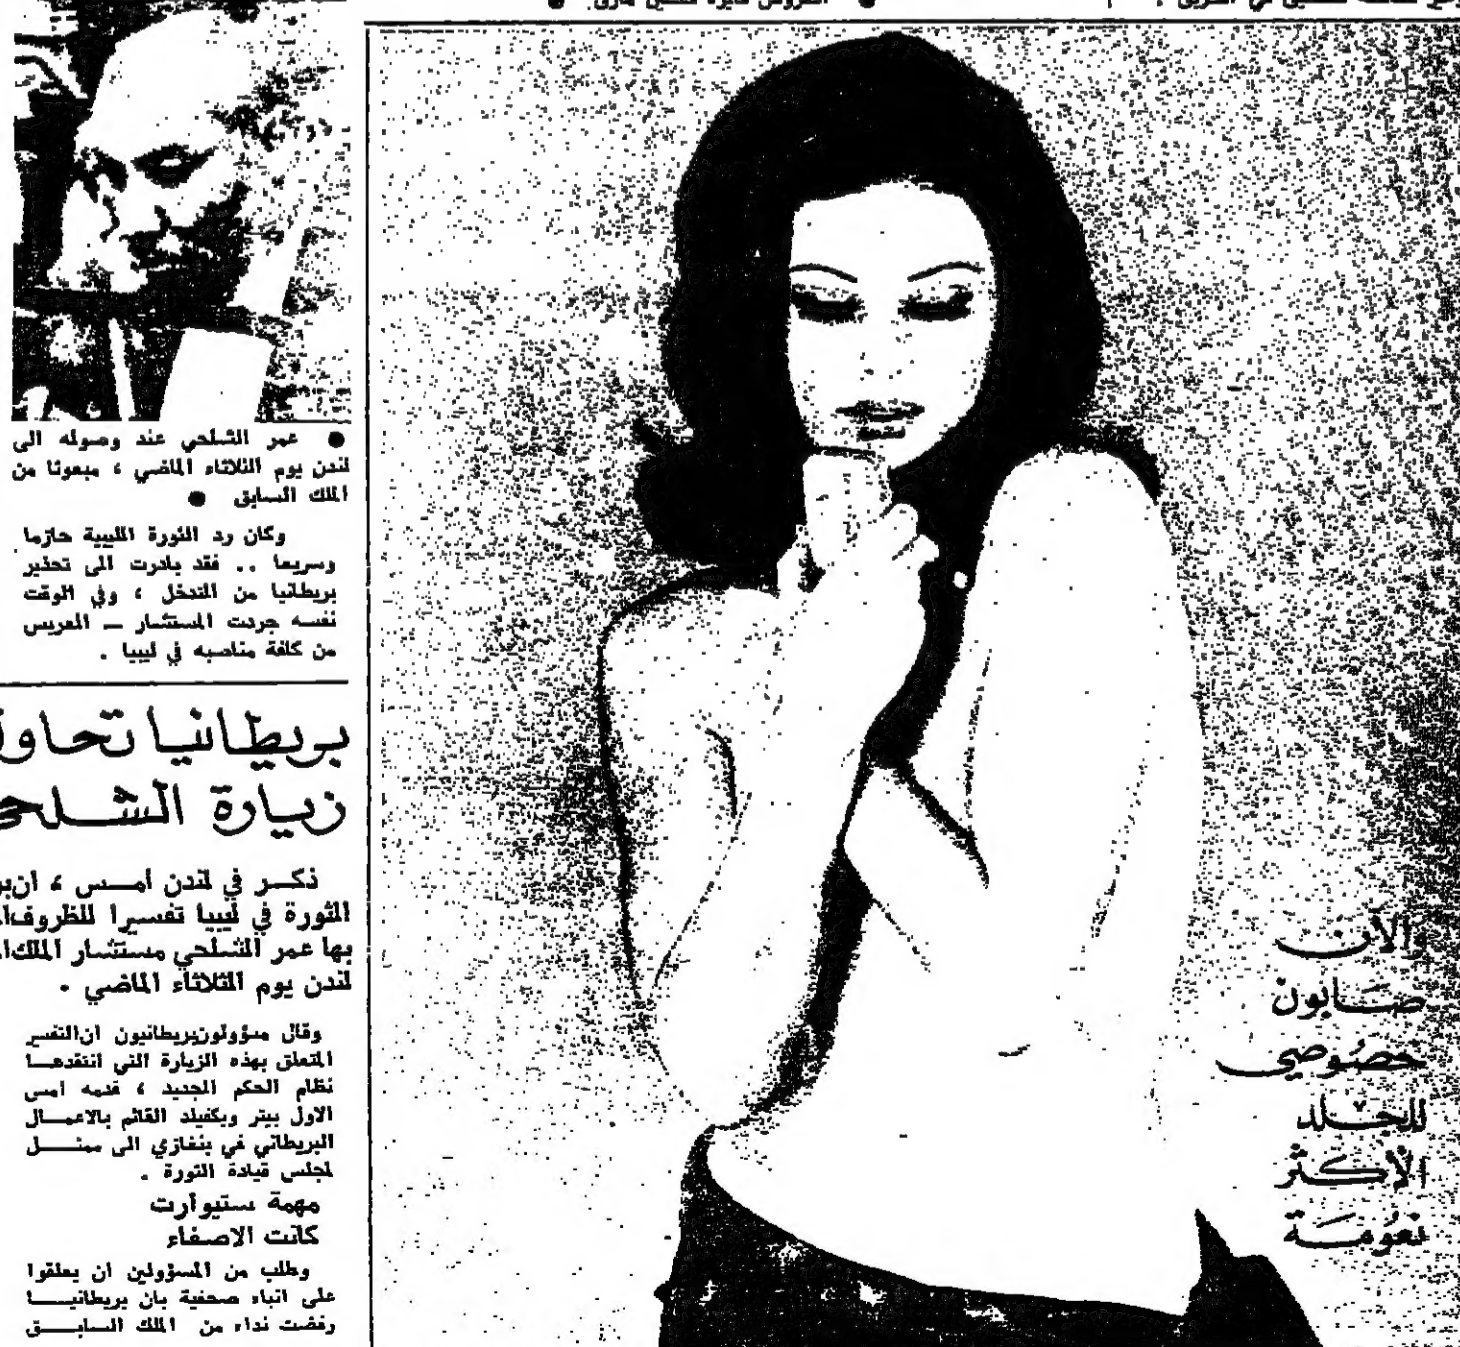 ● عمر الشلحي عند وصوله الى
لندن يوم الثلاثاء الماضي ، مبعوثا من
الملك السابق ●
وكان رد الثورة الليبية حازما
وسريعا .. فقد بادرت الى تحذير
بريطانيا من التدخل ، وفي الوقت
نفسه جردت المستشار — العريس
من كافة مناصبه في ليبيا .
بريطانيا تحاو
زيارة الشلح
ذكر في لندن أمس ، ان بر
الثورة في ليبيا تفسيرا للظروف
بها عمر الشلحي مستشار الملك
لندن يوم الثلاثاء الماضي .
وقال مسؤولون بريطانيون ان التفسير
المتعلق بهذه الزيارة التي انتقدها
نظام الحكم الجديد ، قدمه امس
الاول بيتر ويكفيلد القائم بالاعمال
البريطاني في بنغازي الى ممثل
لمجلس قيادة الثورة .
مهمة ستيوأرت
كانت الاصغاء
وطلب من المسؤولين ان يعلقوا
على انباء صحفية بان بريطانيا
رفضت نداء من الملك السابق
والآن
صابون
خصوصي
للجلد
الأكثر
نعومة